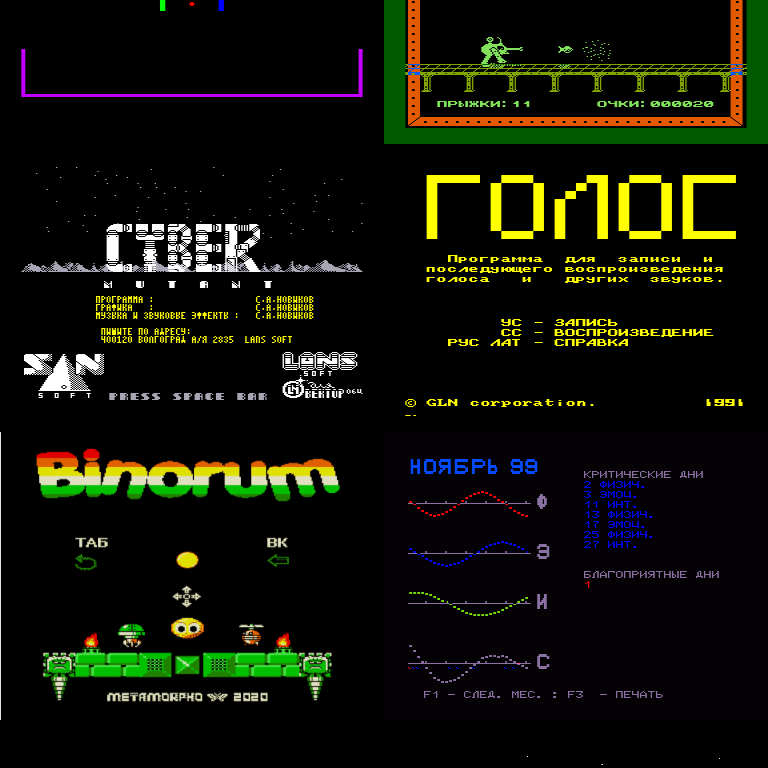 ПРЫЖКИ: 11 ОЧКИ: 000020
CYBER
MUTANT
ПРОГРАММА : С.А.НОВИКОВ
ГРАФИКА : С.А.НОВИКОВ
МУЗЫКА И ЗВУКОВЫЕ ЭФФЕКТЫ : С.А.НОВИКОВ
ПИШИТЕ ПО АДРЕСУ:
400120 ВОЛГОГРАД А/Я 2835 LANS SOFT
SAN
SOFT
PRESS SPACE BAR
LANS
SOFT
для
ВЕКТОР 06Ц
ГОЛОС
Программа для записи и
последующего воспроизведения
голоса и других звуков.
УС - ЗАПИСЬ
СС - ВОСПРОИЗВЕДЕНИЕ
РУС ЛАТ - СПРАВКА
© GLN corporation. 1991
Binorum
ТАБ ВК
METAMORPHO 2020
НОЯБРЬ 99
Ф
Э
И
С
КРИТИЧЕСКИЕ ДНИ
2 ФИЗИЧ.
3 ЭМОЦ.
11 ИНТ.
13 ФИЗИЧ.
17 ЭМОЦ.
25 ФИЗИЧ.
27 ИНТ.
БЛАГОПРИЯТНЫЕ ДНИ
1
F1 - СЛЕД. МЕС. : F3 - ПЕЧАТЬ